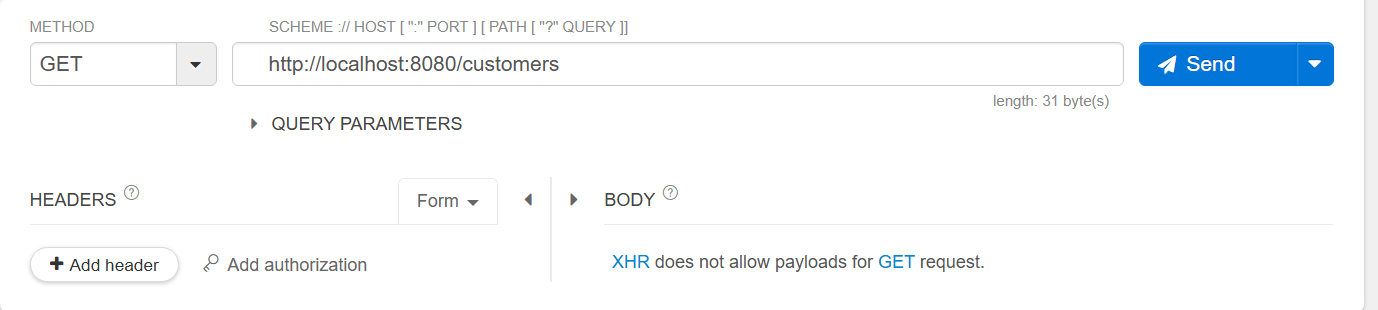 METHOD SCHEME :// HOST [ ":" PORT ] [ PATH [ "?" QUERY ]]
GET http://localhost:8080/customers Send
length: 31 byte(s)
QUERY PARAMETERS
HEADERS ? Form BODY ?
+ Add header Add authorization XHR does not allow payloads for GET request.